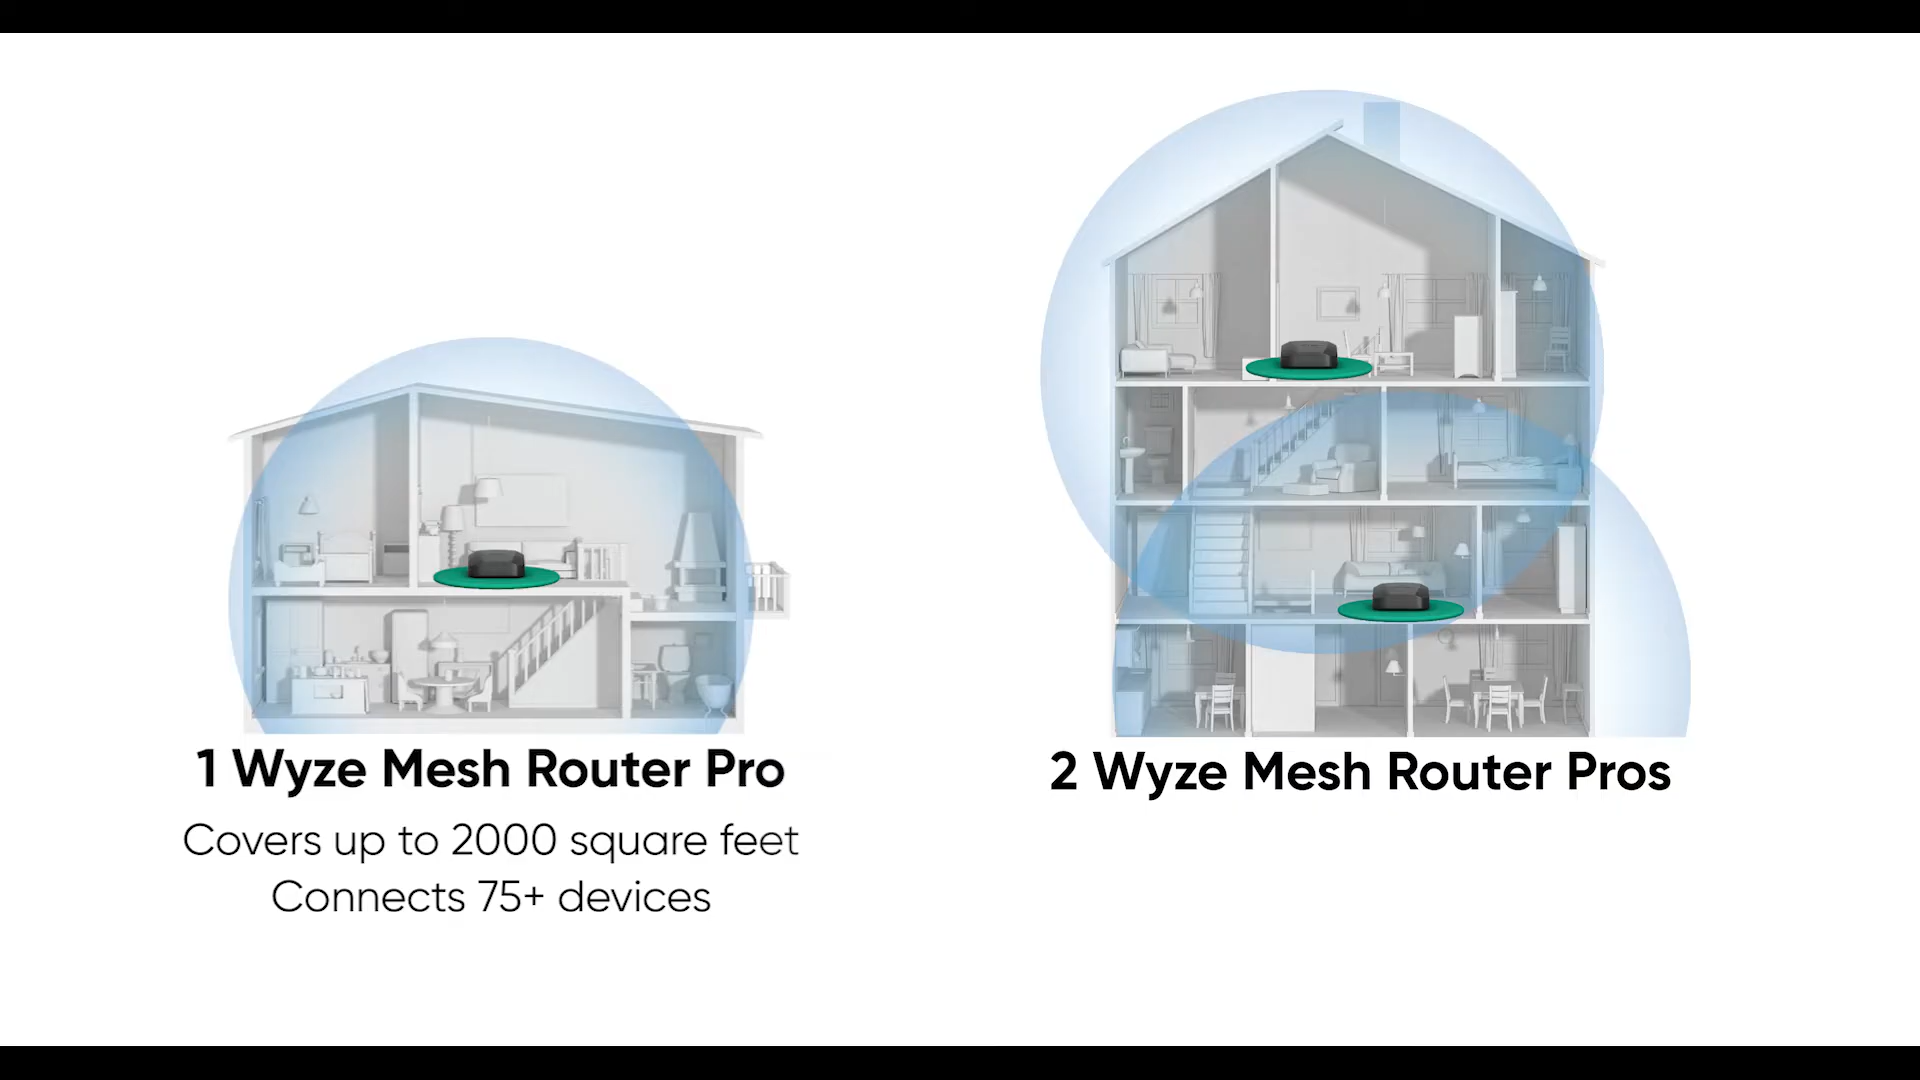 1 Wyze Mesh Router Pro
Covers up to 2000 square feet
Connects 75+ devices
2 Wyze Mesh Router Pros